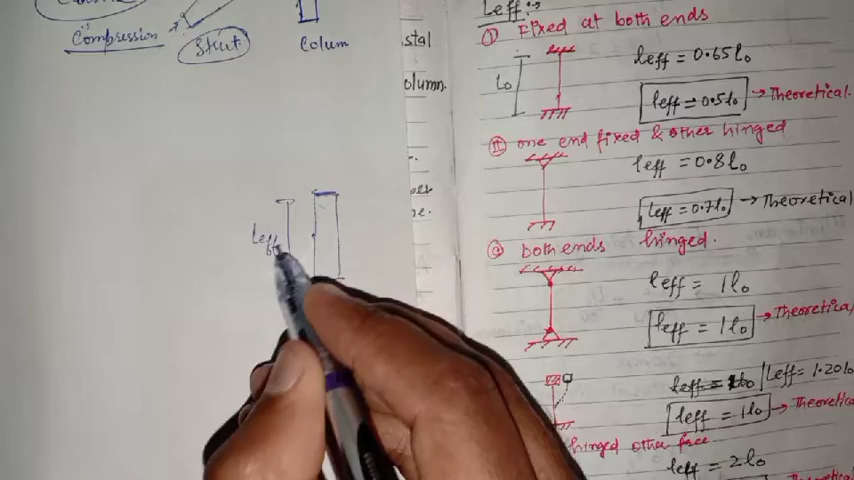 Compression
Strut
Colum
stal
olumn.
Leff
Leff :-
① Fixed at both ends
lo
leff = 0.65lo
leff = 0.5lo → Theoretical.
② one end fixed & other hinged
leff = 0.8lo
leff = 0.7lo → Theoretical
③ both ends hinged.
leff = 1lo
leff = 1lo → Theoretical
Leff = 1.20lo
leff = 1lo → Theoretical
hinged other free
leff = 2lo